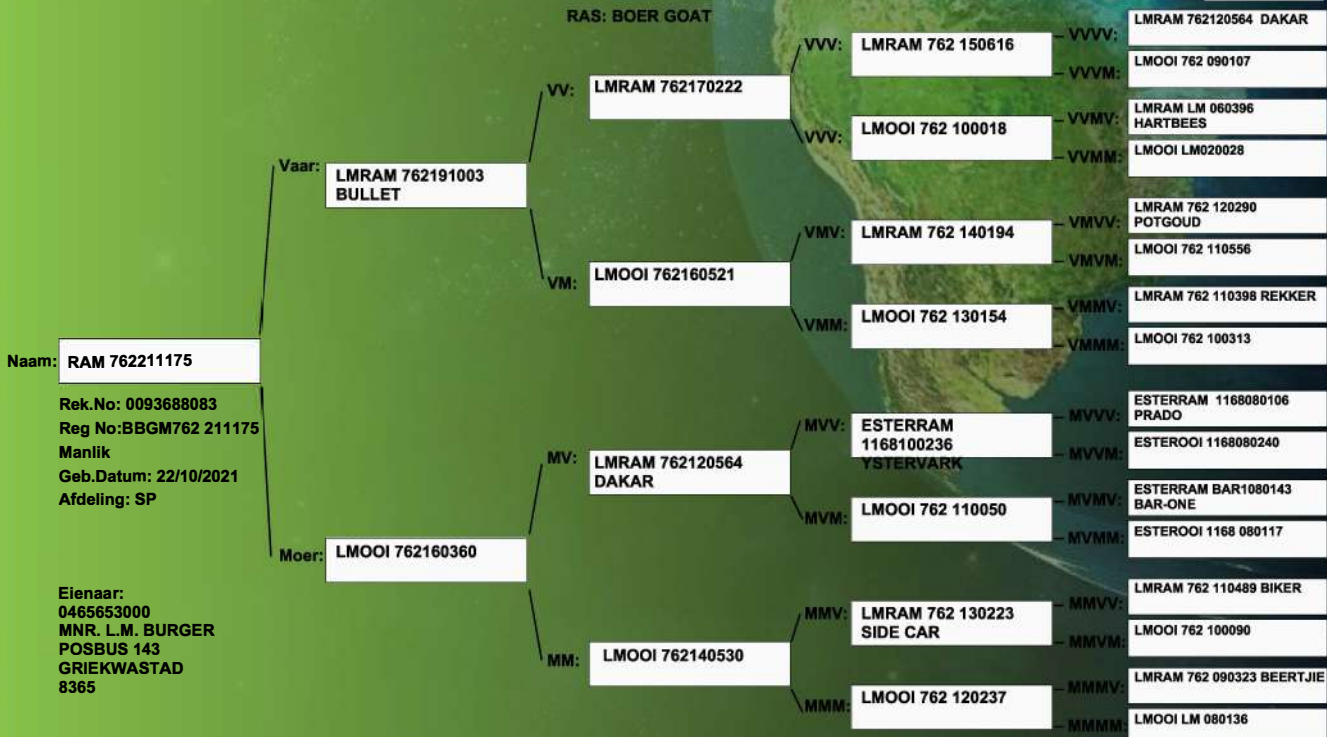 RAS: BOER GOAT
Naam: RAM 762211175
Rek.No: 0093688083
Reg No:BBGM762 211175
Manlik
Geb.Datum: 22/10/2021
Afdeling: SP
Eienaar:
0465653000
MNR. L.M. BURGER
POSBUS 143
GRIEKWASTAD
8365
Vaar: LMRAM 762191003
BULLET
Moer: LMOOI 762160360
VV: LMRAM 762170222
VM: LMOOI 762160521
MV: LMRAM 762120564
DAKAR
MM: LMOOI 762140530
VVV: LMRAM 762 150616
VVV: LMOOI 762 100018
VMV: LMRAM 762 140194
VMM: LMOOI 762 130154
MVV: ESTERRAM
1168100236
YSTERVARK
MVM: LMOOI 762 110050
MMV: LMRAM 762 130223
SIDE CAR
MMM: LMOOI 762 120237
VVVV: LMRAM 762120564 DAKAR
VVVM: LMOOI 762 090107
VVMV: LMRAM LM 060396
HARTBEES
VVMM: LMOOI LM020028
VMVV: LMRAM 762 120290
POTGOUD
VMVM: LMOOI 762 110556
VMMV: LMRAM 762 110398 REKKER
VMMM: LMOOI 762 100313
MVVV: ESTERRAM 1168080106
PRADO
MVVM: ESTEROOI 1168080240
MVMV: ESTERRAM BAR1080143
BAR-ONE
MVMM: ESTEROOI 1168 080117
MMVV: LMRAM 762 110489 BIKER
MMVM: LMOOI 762 100090
MMMV: LMRAM 762 090323 BEERTJIE
MMMM: LMOOI LM 080136